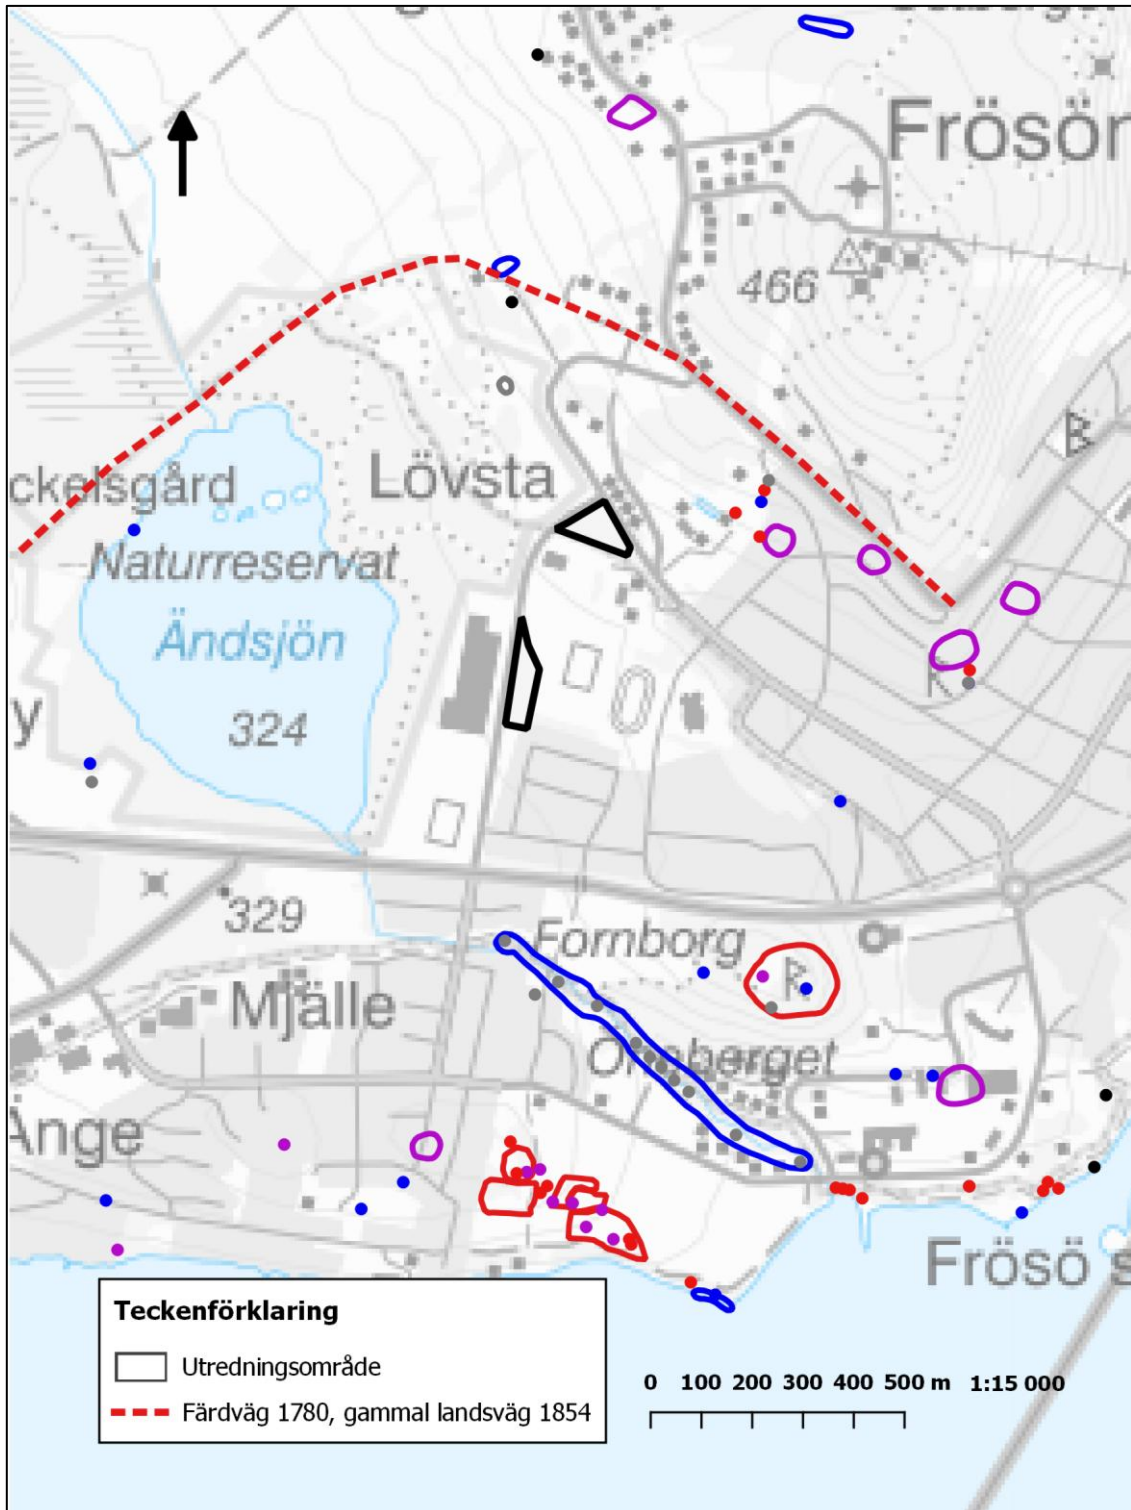 Frösön
466
Lövsta
ckelsgård
Naturreservat
Ändsjön
324
y
K
R
329
Fornborg
R
Mjälle
Änge
Frösö s
Teckenförklaring
Utredningsområde
Färdväg 1780, gammal landsväg 1854
0 100 200 300 400 500 m 1:15 000